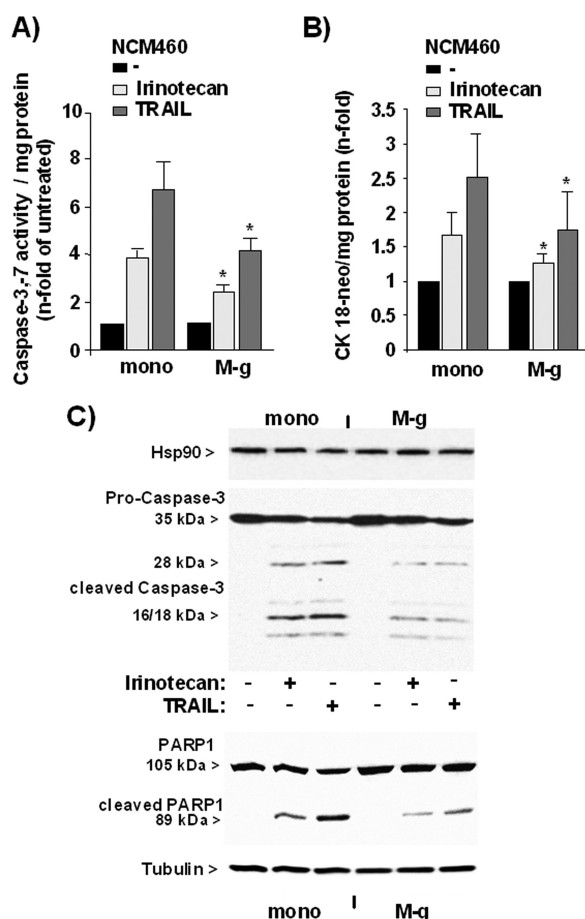 A)
NCM460
-
Irinotecan
TRAIL
Caspase-3,-7 activity / mg protein
(n-fold of untreated)
10
8
6
4
2
0
*
*
mono
M-g
B)
NCM460
-
Irinotecan
TRAIL
CK 18-neo/mg protein (n-fold)
3.5
3
2.5
2
1.5
1
0.5
0
*
*
mono
M-g
C)
mono M-g
Hsp90 >
Pro-Caspase-3
35 kDa >
28 kDa >
cleaved Caspase-3
16/18 kDa >
Irinotecan: - + - - + -
TRAIL: - - + - - +
PARP1
105 kDa >
cleaved PARP1
89 kDa >
Tubulin >
mono M-g